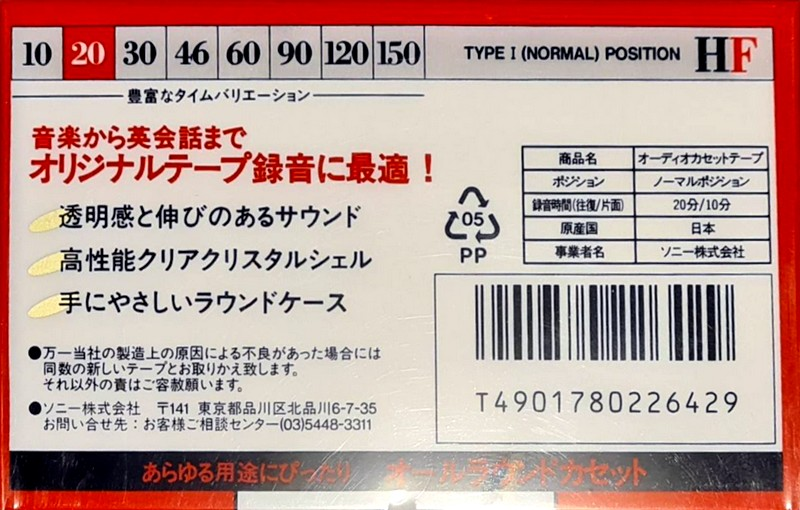 10 20 30 46 60 90 120 150 TYPE I (NORMAL) POSITION HF
豊富なタイムバリエーション
音楽から英会話まで
オリジナルテープ録音に最適！
透明感と伸びのあるサウンド
高性能クリアクリスタルシェル
手にやさしいラウンドケース
●万一当社の製造上の原因による不良があった場合には
同数の新しいテープとお取りかえ致します。
それ以外の責はご容赦願います。
●ソニー株式会社 〒141 東京都品川区北品川6-7-35
お問い合せ先：お客様ご相談センター(03)5448-3311
05
PP
商品名 オーディオカセットテープ
ポジション ノーマルポジション
録音時間(往復/片面) 20分/10分
原産国 日本
事業者名 ソニー株式会社
T4901780226429
あらゆる用途にぴったり オールラウンドカセット